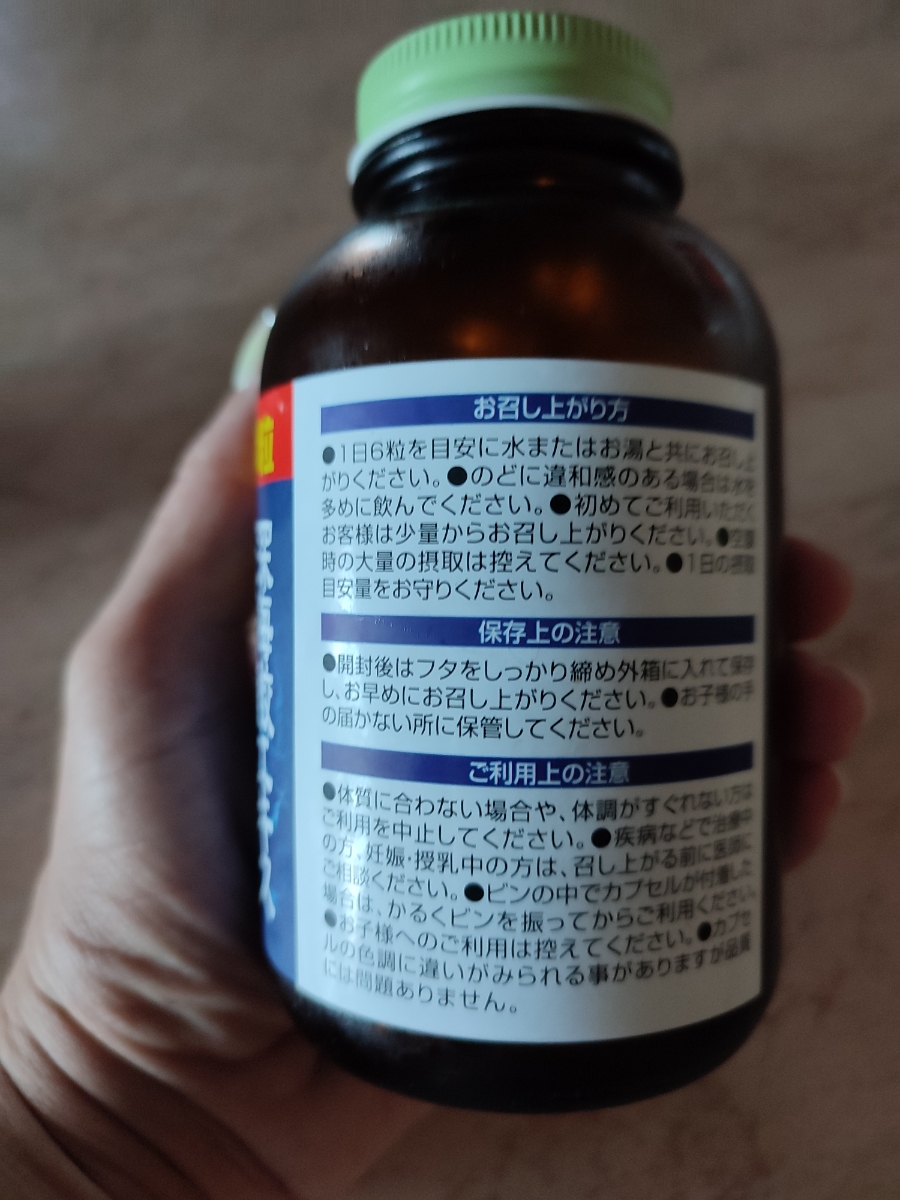 粒
お召し上がり方
●1日6粒を目安に水またはお湯と共にお召し上
がりください。●のどに違和感のある場合は水を
多めに飲んでください。●初めてご利用いただく
お客様は少量からお召し上がりください。●空腹
時の大量の摂取は控えてください。●1日の摂取
目安量をお守りください。
保存上の注意
●開封後はフタをしっかり締め外箱に入れて保存
し、お早めにお召し上がりください。●お子様の手
の届かない所に保管してください。
ご利用上の注意
●体質に合わない場合や、体調がすぐれない方は
ご利用を中止してください。●疾病などで治療中
の方、妊娠・授乳中の方は、召し上がる前に医師に
ご相談ください。●ビンの中でカプセルが付着した
場合は、かるくビンを振ってからご利用ください。
●お子様へのご利用は控えてください。●カプセ
ルの色調に違いがみられる事がありますが品質
には問題ありません。